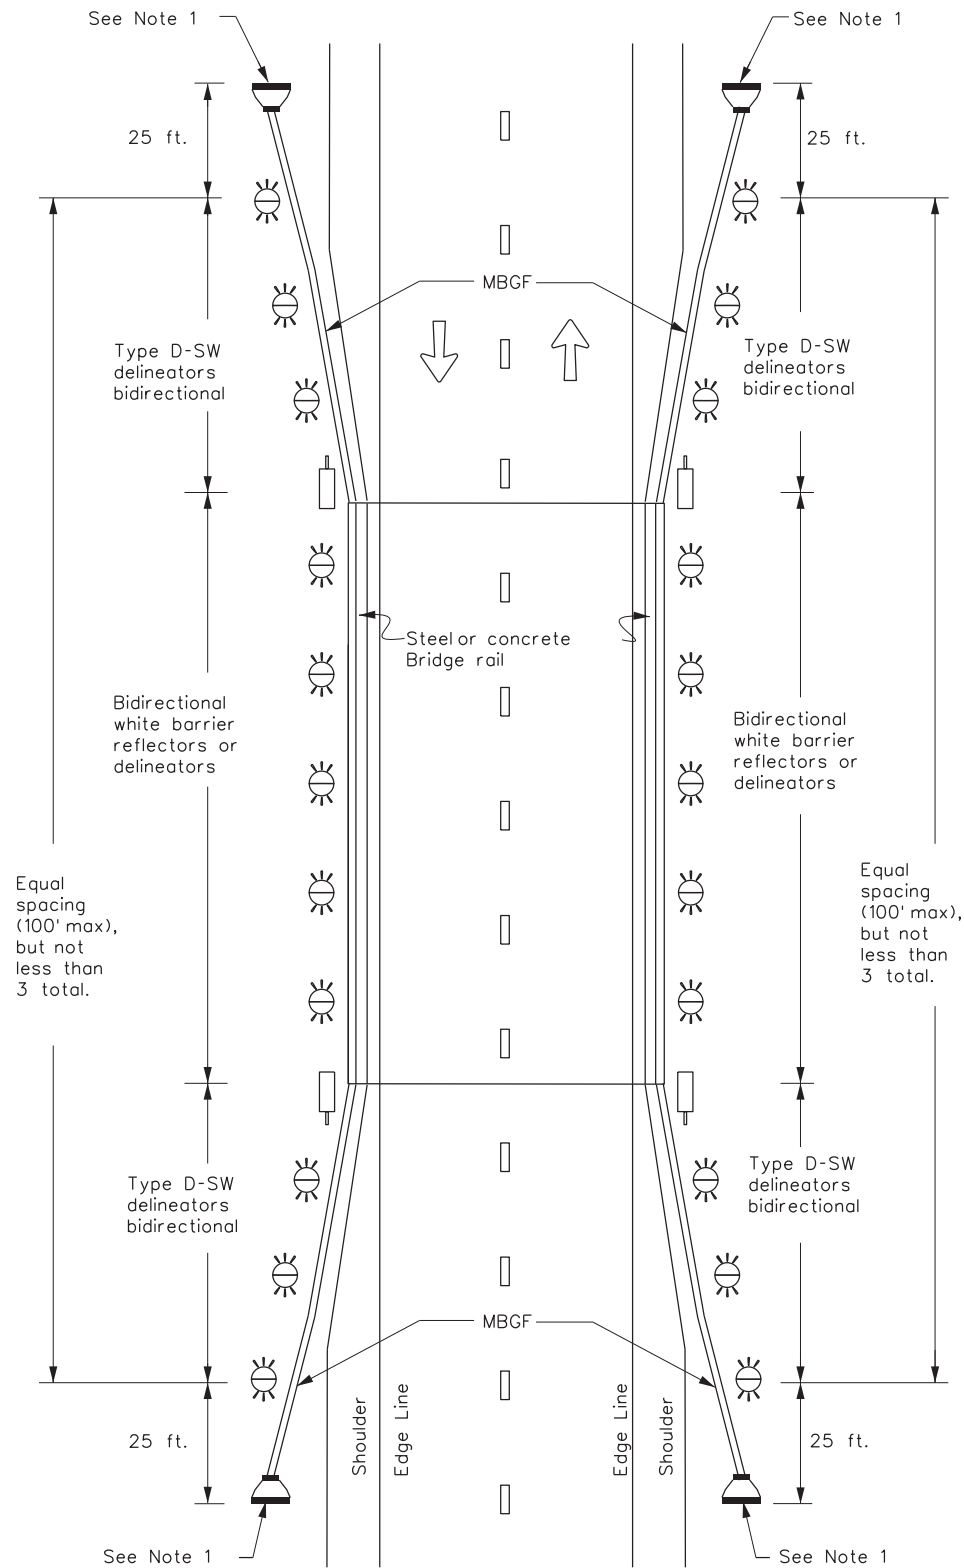 See Note 1
See Note 1
25 ft.
25 ft.
MBGF
Type D-SW
delineators
bidirectional
Type D-SW
delineators
bidirectional
Steel or concrete
Bridge rail
Bidirectional
white barrier
reflectors or
delineators
Bidirectional
white barrier
reflectors or
delineators
Equal
spacing
(100' max),
but not
less than
3 total.
Equal
spacing
(100' max),
but not
less than
3 total.
Type D-SW
delineators
bidirectional
Type D-SW
delineators
bidirectional
MBGF
25 ft.
Shoulder
Edge Line
Edge Line
Shoulder
25 ft.
See Note 1
See Note 1